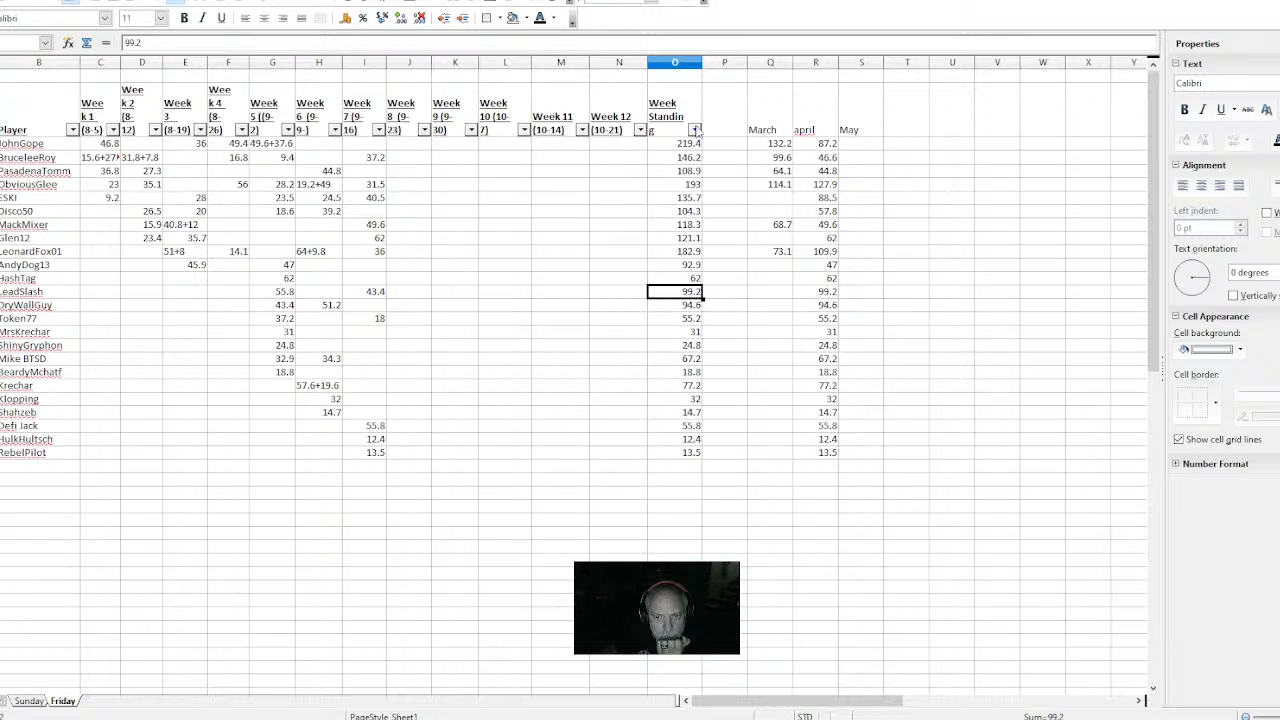 alibri 11
99.2
B C D E F G H I J K L M N O P Q R S T U V W X Y
Player Wee k 1 (8-5) Wee k 2 (8- 12) Week 3 (8-19) Wee k 4 (8- 26) Week 5 ((9- 2) Week 6 (9- 9-) Week 7 (9- 16) Week 8 (9- 23) Week 9 (9- 30) Week 10 (10- 7) Week 11 (10-14) Week 12 (10-21) Week Standin g March april May
46.8 36 49.4 49.6+37.6 219.4 132.2 87.2
BruceleeRoy 15.6+27 31.8+7.8 16.8 9.4 37.2 146.2 99.6 46.6
36.8 27.3 44.8 108.9 64.1 44.8
ObviousGbe 23 35.1 56 28.2 19.2+49 31.5 193 114.1 127.9
ESKI 9.2 28 23.5 24.5 40.5 135.7 88.5
Disco50 26.5 20 18.6 39.2 104.3 57.8
MackMixer 15.9 40.8+12 49.6 118.3 68.7 49.6
Glen12 23.4 35.7 62 121.1 62
LeonardFox01 51+8 14.1 64+9.8 36 182.9 73.1 109.9
AndyDog13 45.9 47 92.9 47
HashTag 62 62 62
LeadSlash 55.8 43.4 99.2 99.2
DryWallGuy 43.4 51.2 94.6 94.6
Token77 37.2 18 55.2 55.2
MrsKrechar 31 31 31
ShinyGryphon 24.8 24.8 24.8
Mike BTSD 32.9 34.3 67.2 67.2
BeardyMchatf 18.8 18.8 18.8
Krechar 57.6+19.6 77.2 77.2
Klopping 32 32 32
Shahzeb 14.7 14.7 14.7
Jack 55.8 55.8 55.8
HulkHultsch 12.4 12.4 12.4
13.5 13.5 13.5
Sunday Friday
PageStyle_Sheet1 STD Sum=99.2
Properties
Text
Calibri
Alignment
Left indent:
0 pt
Text orientation:
0 degrees
Vertically
Cell Appearance
Cell background:
Cell border:
Show cell grid lines
Number Format